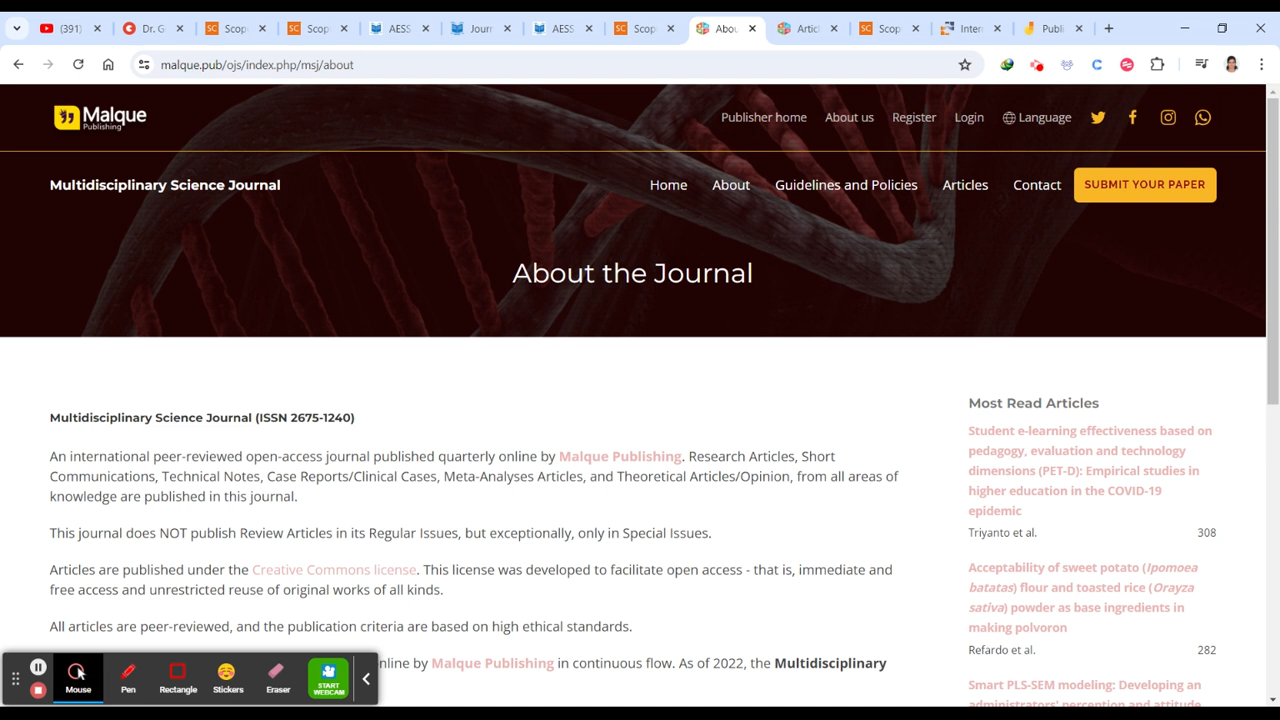 (391)
Dr. G
Scop
Scop
AESS
Journ
AESS
Scop
Abou
Articl
Scop
Inter
Publi
malque.pub/ojs/index.php/msj/about
Malque
Publishing
Publisher home
About us
Register
Login
Language
Multidisciplinary Science Journal
Home
About
Guidelines and Policies
Articles
Contact
SUBMIT YOUR PAPER
About the Journal
Multidisciplinary Science Journal (ISSN 2675-1240)
An international peer-reviewed open-access journal published quarterly online by Malque Publishing. Research Articles, Short
Communications, Technical Notes, Case Reports/Clinical Cases, Meta-Analyses Articles, and Theoretical Articles/Opinion, from all areas of
knowledge are published in this journal.
This journal does NOT publish Review Articles in its Regular Issues, but exceptionally, only in Special Issues.
Articles are published under the Creative Commons license. This license was developed to facilitate open access - that is, immediate and
free access and unrestricted reuse of original works of all kinds.
All articles are peer-reviewed, and the publication criteria are based on high ethical standards.
nline by Malque Publishing in continuous flow. As of 2022, the Multidisciplinary
Most Read Articles
Student e-learning effectiveness based on
pedagogy, evaluation and technology
dimensions (PET-D): Empirical studies in
higher education in the COVID-19
epidemic
Triyanto et al. 308
Acceptability of sweet potato (Ipomoea
batatas) flour and toasted rice (Orayza
sativa) powder as base ingredients in
making polvoron
Refardo et al. 282
Smart PLS-SEM modeling: Developing an
administrators' perception and attitude
Mouse
Pen
Rectangle
Stickers
Eraser
START
WEBCAM